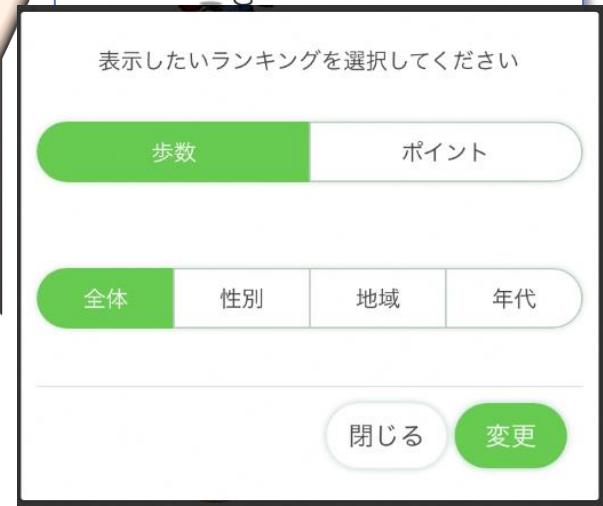 表示したいランキングを選択してください
歩数 ポイント
全体 性別 地域 年代
閉じる 変更